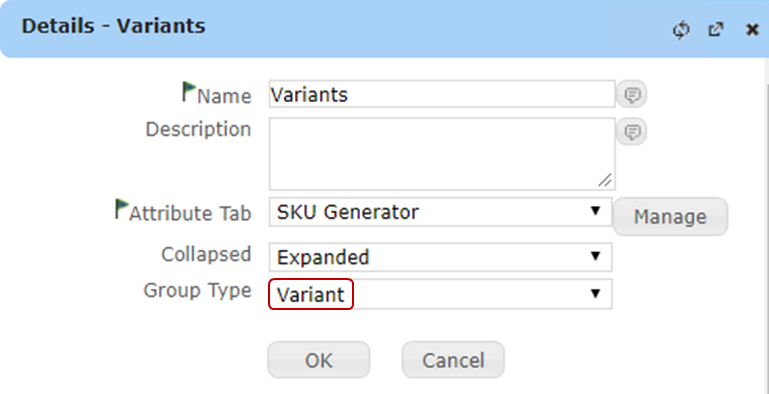 Details - Variants
Name Variants
Description
Attribute Tab SKU Generator Manage
Collapsed Expanded
Group Type Variant
OK Cancel